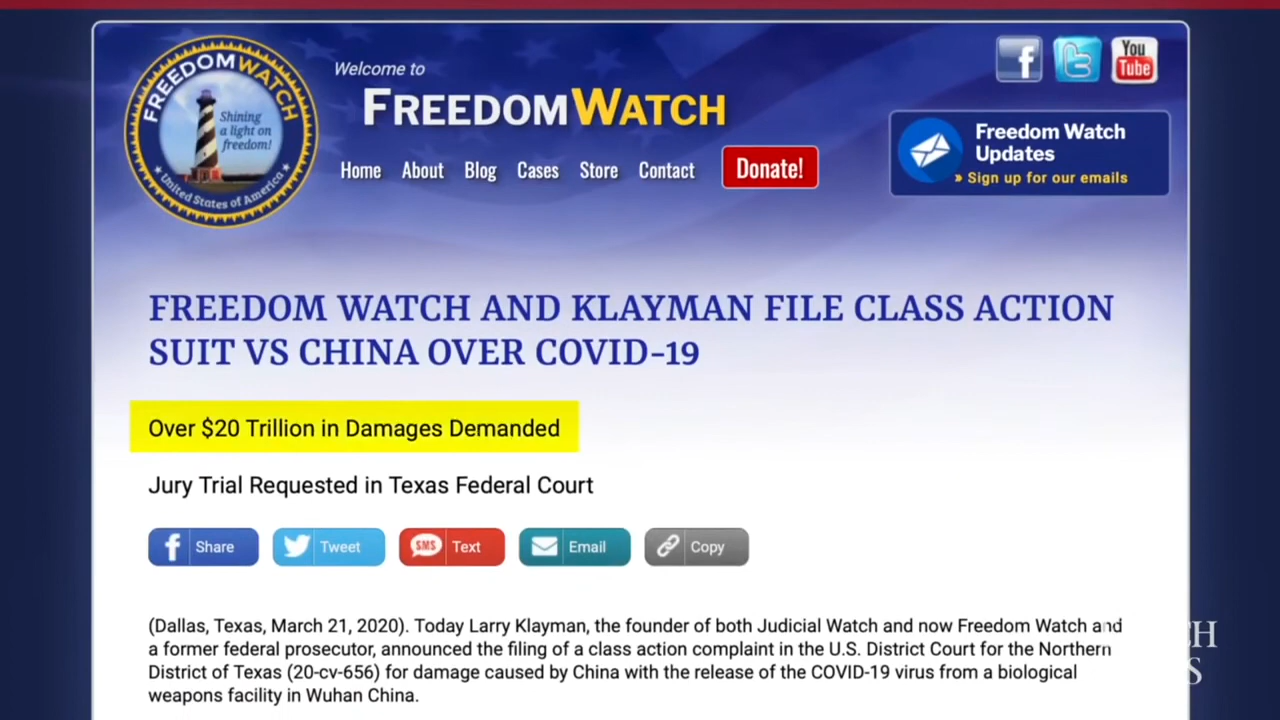 FREEDOMWATCH
Shining
a light on
freedom!
United States of America
Welcome to
FREEDOMWATCH
Home About Blog Cases Store Contact Donate!
You
Tube
Freedom Watch
Updates
» Sign up for our emails
FREEDOM WATCH AND KLAYMAN FILE CLASS ACTION
SUIT VS CHINA OVER COVID-19
Over $20 Trillion in Damages Demanded
Jury Trial Requested in Texas Federal Court
Share Tweet SMS Text Email Copy
(Dallas, Texas, March 21, 2020). Today Larry Klayman, the founder of both Judicial Watch and now Freedom Watch and
a former federal prosecutor, announced the filing of a class action complaint in the U.S. District Court for the Northern
District of Texas (20-cv-656) for damage caused by China with the release of the COVID-19 virus from a biological
weapons facility in Wuhan China.